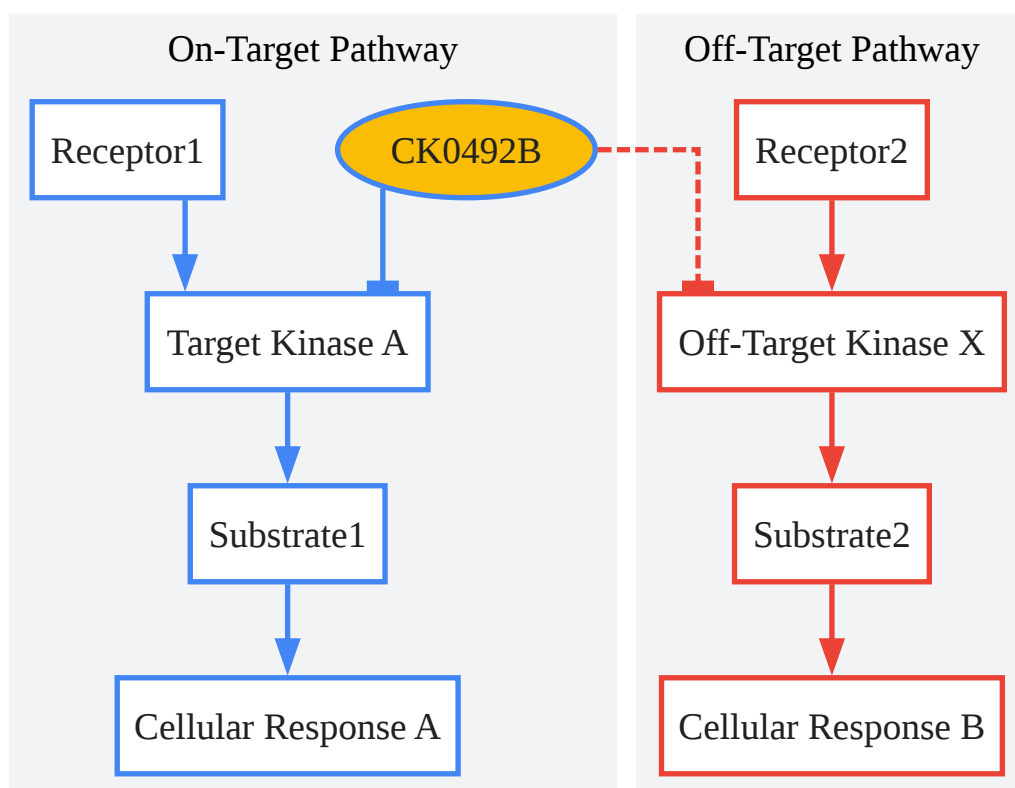 On-Target Pathway
Off-Target Pathway
Receptor1
CK0492B
Receptor2
Target Kinase A
Off-Target Kinase X
Substrate1
Substrate2
Cellular Response A
Cellular Response B